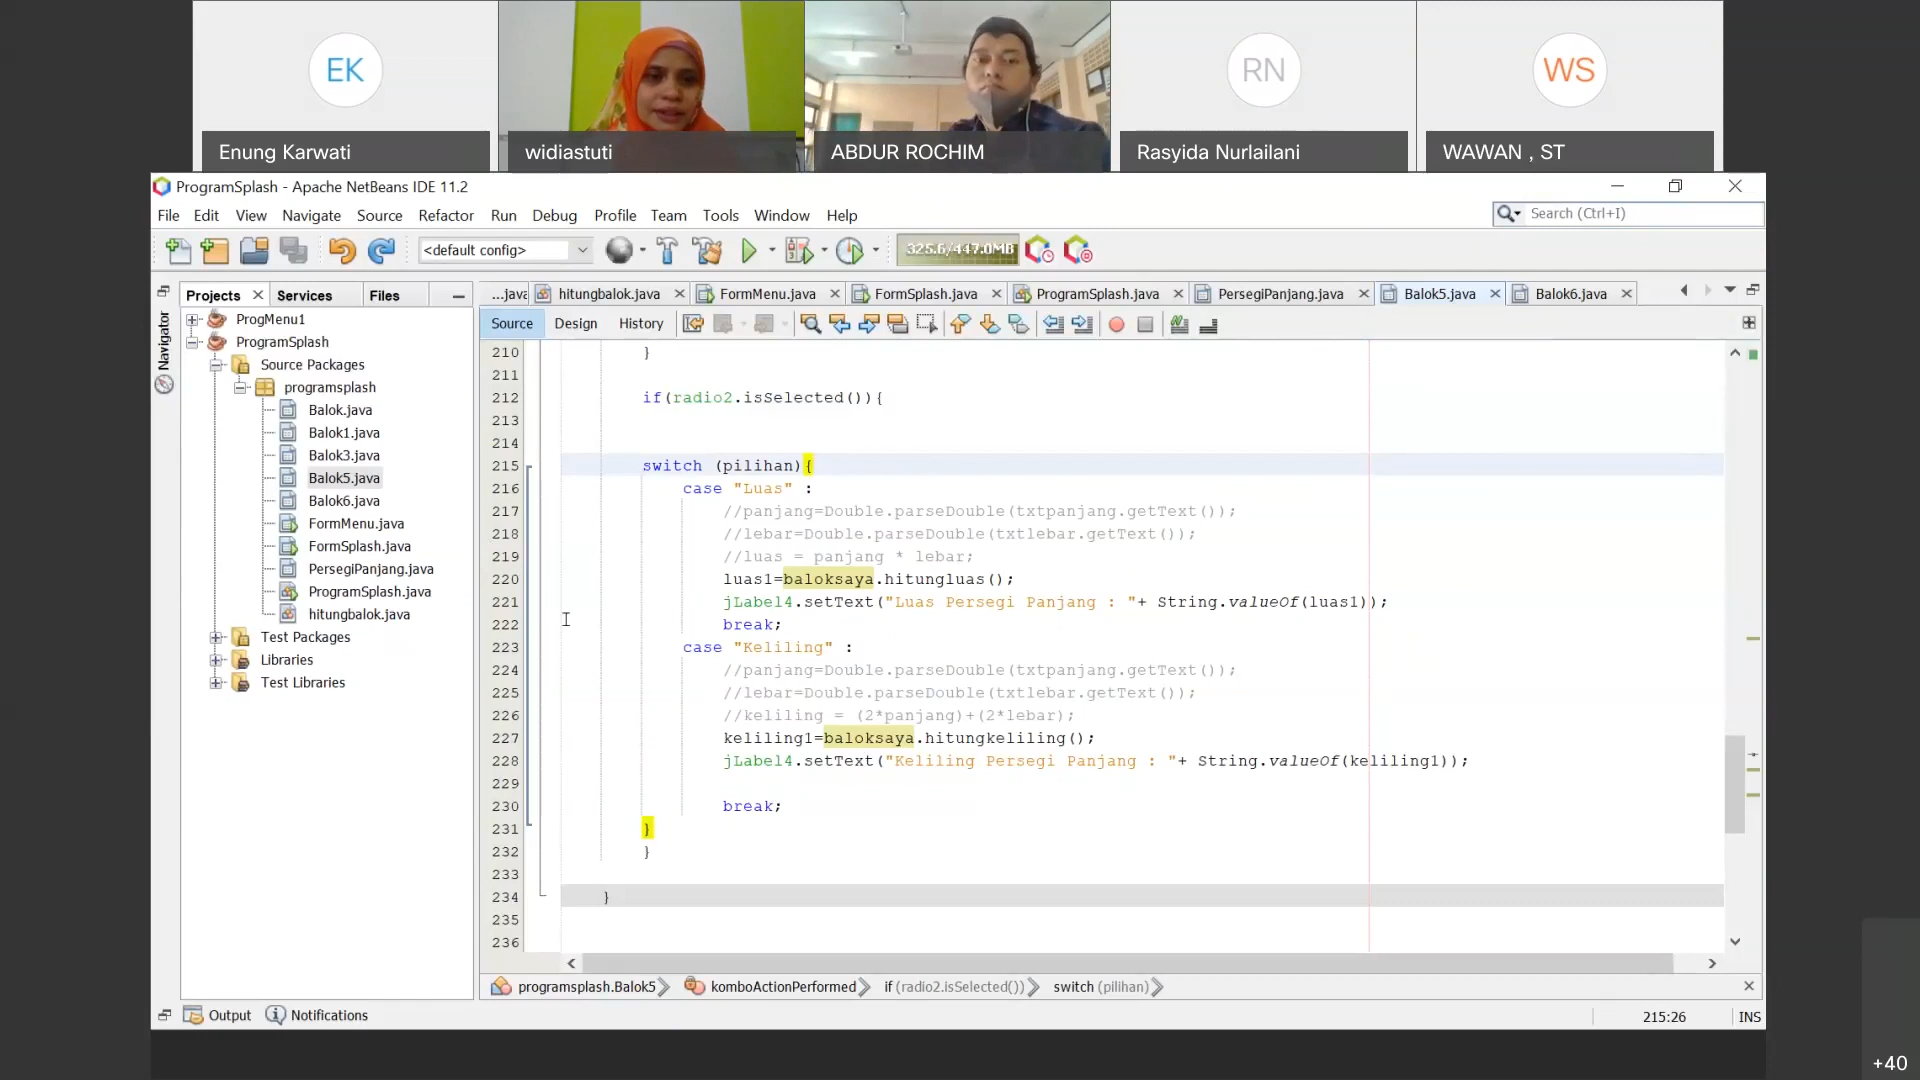 EK
RN
WS
Enung Karwati
widiastuti
ABDUR ROCHIM
Rasyida Nurlailani
WAWAN , ST
ProgramSplash - Apache NetBeans IDE 11.2
File Edit View Navigate Source Refactor Run Debug Profile Team Tools Window Help
Search (Ctrl+I)
<default config>
325.6/447.0MB
Projects Services Files
...java hitungbalok.java FormMenu.java FormSplash.java ProgramSplash.java PersegiPanjang.java Balok5.java Balok6.java
Source Design History
Navigator
ProgMenu1
ProgramSplash
Source Packages
programsplash
Balok.java
Balok1.java
Balok3.java
Balok5.java
Balok6.java
FormMenu.java
FormSplash.java
PersegiPanjang.java
ProgramSplash.java
hitungbalok.java
Test Packages
Libraries
Test Libraries
210 }
211
212 if(radio2.isSelected()){
213
214
215 switch (pilihan){
216 case "Luas" :
217 //panjang=Double.parseDouble(txtpanjang.getText());
218 //lebar=Double.parseDouble(txtlebar.getText());
219 //luas = panjang * lebar;
220 luas1=baloksaya.hitungluas();
221 jLabel4.setText("Luas Persegi Panjang : "+ String.valueOf(luas1));
222 break;
223 case "Keliling" :
224 //panjang=Double.parseDouble(txtpanjang.getText());
225 //lebar=Double.parseDouble(txtlebar.getText());
226 //keliling = (2*panjang)+(2*lebar);
227 keliling1=baloksaya.hitungkeliling();
228 jLabel4.setText("Keliling Persegi Panjang : "+ String.valueOf(keliling1));
229
230 break;
231 }
232 }
233
234 }
235
236
programsplash.Balok5 komboActionPerformed if (radio2.isSelected()) switch (pilihan)
Output Notifications
215:26 INS
+40